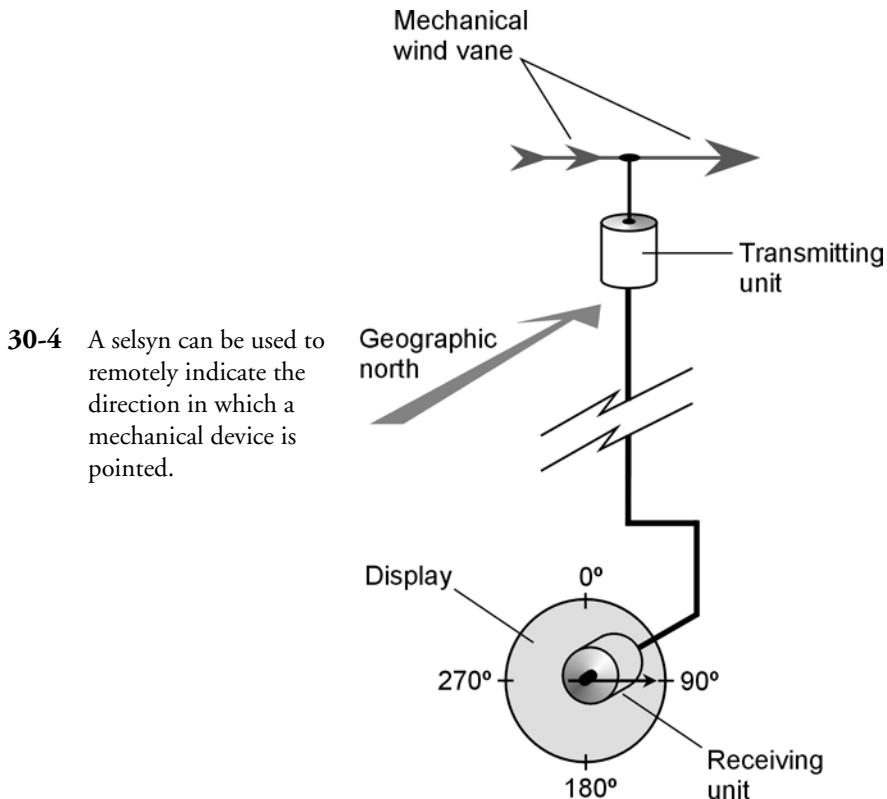 Mechanical
wind vane
Transmitting
unit
Geographic
north
30-4 A selsyn can be used to
remotely indicate the
direction in which a
mechanical device is
pointed.
Display
0º
270º
90º
180º
Receiving
unit